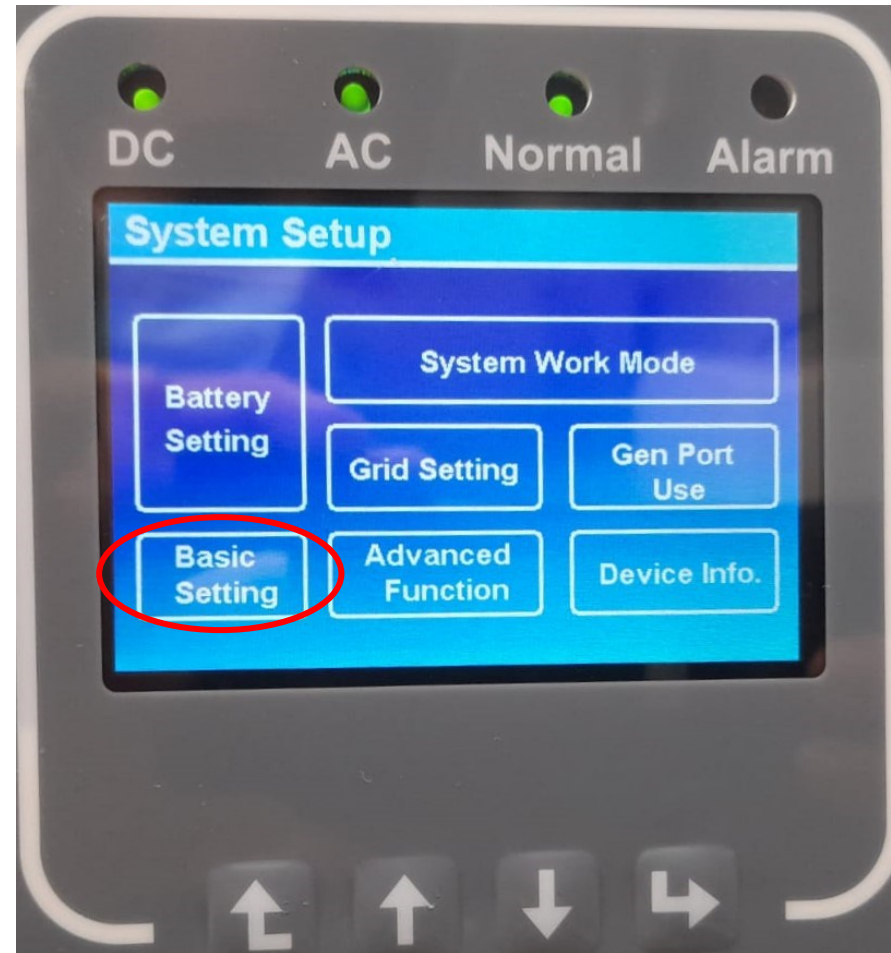 DC
AC
Normal
Alarm
System Setup
Battery
Setting
System Work Mode
Grid Setting
Gen Port
Use
Basic
Setting
Advanced
Function
Device Info.